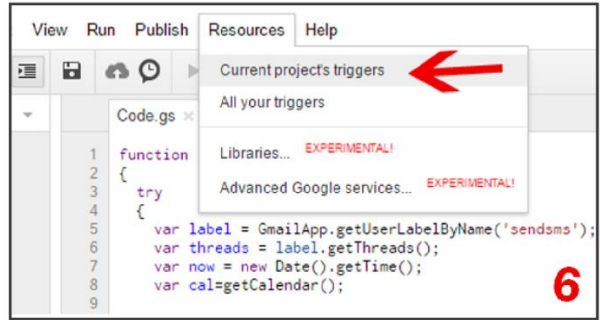 View Run Publish Resources Help
Current project's triggers
All your triggers
Code.gs ×
Libraries... EXPERIMENTAL!
Advanced Google services... EXPERIMENTAL!
1 function
2 {
3 try
4 {
5 var label = GmailApp.getUserLabelByName('sendsms');
6 var threads = label.getThreads();
7 var now = new Date().getTime();
8 var cal=getCalendar();
9
6